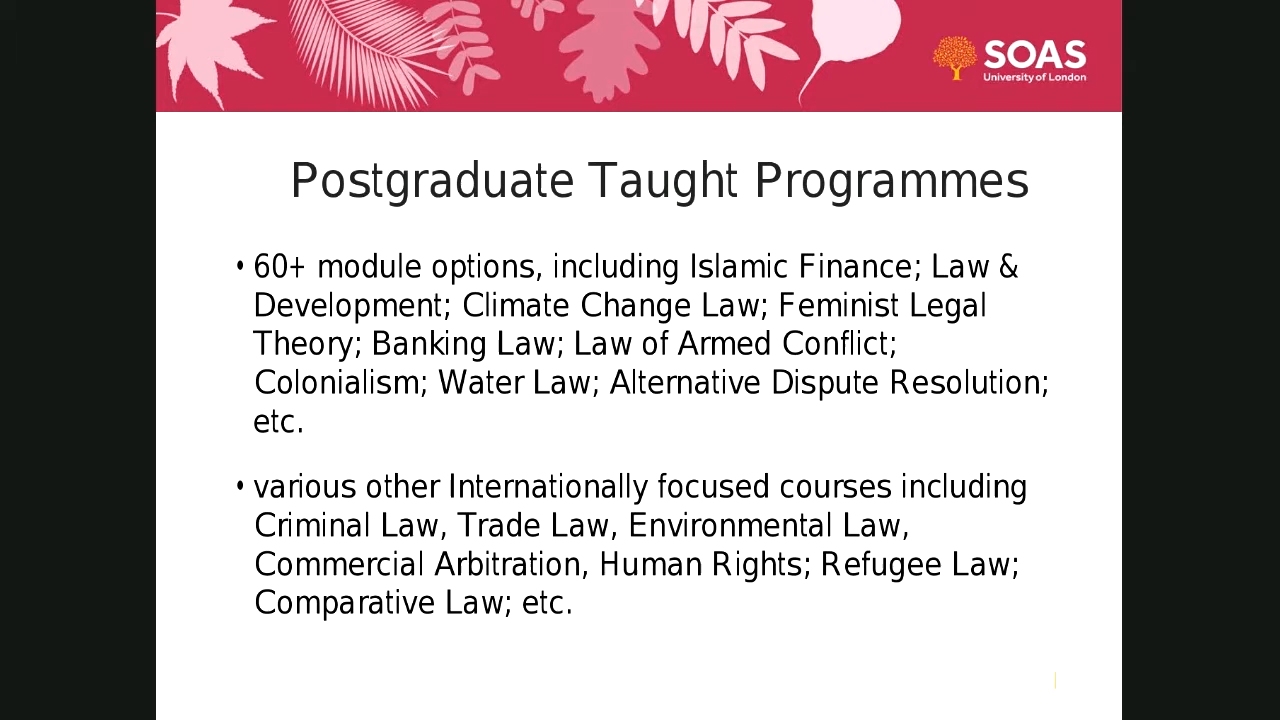 SOAS
University of London
Postgraduate Taught Programmes
• 60+ module options, including Islamic Finance; Law &
Development; Climate Change Law; Feminist Legal
Theory; Banking Law; Law of Armed Conflict;
Colonialism; Water Law; Alternative Dispute Resolution;
etc.
• various other Internationally focused courses including
Criminal Law, Trade Law, Environmental Law,
Commercial Arbitration, Human Rights; Refugee Law;
Comparative Law; etc.